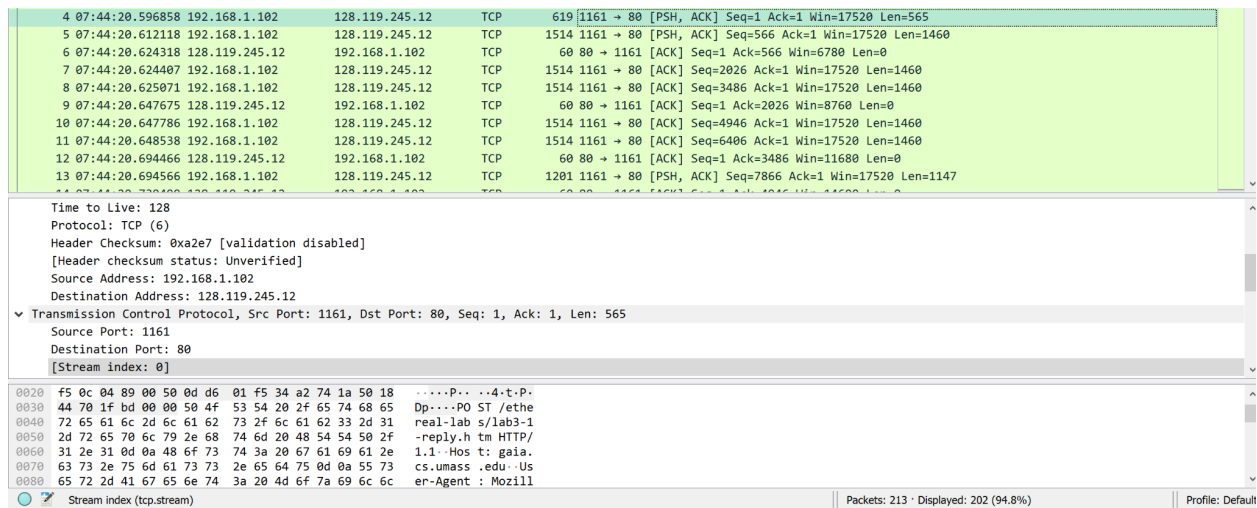 4 07:44:20.596858 192.168.1.102 128.119.245.12 TCP 619 1161 → 80 [PSH, ACK] Seq=1 Ack=1 Win=17520 Len=565
5 07:44:20.612118 192.168.1.102 128.119.245.12 TCP 1514 1161 → 80 [PSH, ACK] Seq=566 Ack=1 Win=17520 Len=1460
6 07:44:20.624318 128.119.245.12 192.168.1.102 TCP 60 80 → 1161 [ACK] Seq=1 Ack=566 Win=6780 Len=0
7 07:44:20.624407 192.168.1.102 128.119.245.12 TCP 1514 1161 → 80 [ACK] Seq=2026 Ack=1 Win=17520 Len=1460
8 07:44:20.625071 192.168.1.102 128.119.245.12 TCP 1514 1161 → 80 [ACK] Seq=3486 Ack=1 Win=17520 Len=1460
9 07:44:20.647675 128.119.245.12 192.168.1.102 TCP 60 80 → 1161 [ACK] Seq=1 Ack=2026 Win=8760 Len=0
10 07:44:20.647786 192.168.1.102 128.119.245.12 TCP 1514 1161 → 80 [ACK] Seq=4946 Ack=1 Win=17520 Len=1460
11 07:44:20.648538 192.168.1.102 128.119.245.12 TCP 1514 1161 → 80 [ACK] Seq=6406 Ack=1 Win=17520 Len=1460
12 07:44:20.694466 128.119.245.12 192.168.1.102 TCP 60 80 → 1161 [ACK] Seq=1 Ack=3486 Win=11680 Len=0
13 07:44:20.694566 192.168.1.102 128.119.245.12 TCP 1201 1161 → 80 [PSH, ACK] Seq=7866 Ack=1 Win=17520 Len=1147
Time to Live: 128
Protocol: TCP (6)
Header Checksum: 0xa2e7 [validation disabled]
[Header checksum status: Unverified]
Source Address: 192.168.1.102
Destination Address: 128.119.245.12
Transmission Control Protocol, Src Port: 1161, Dst Port: 80, Seq: 1, Ack: 1, Len: 565
Source Port: 1161
Destination Port: 80
[Stream index: 0]
0020 f5 0c 04 89 00 50 0d d6 01 f5 34 a2 74 1a 50 18 ·····P·· ··4·t·P·
0030 44 70 1f bd 00 00 50 4f 53 54 20 2f 65 74 68 65 Dp····PO ST /ethe
0040 72 65 61 6c 2d 6c 61 62 73 2f 6c 61 62 33 2d 31 real-lab s/lab3-1
0050 2d 72 65 70 6c 79 2e 68 74 6d 20 48 54 54 50 2f -reply.h tm HTTP/
0060 31 2e 31 0d 0a 48 6f 73 74 3a 20 67 61 69 61 2e 1.1··Hos t: gaia.
0070 63 73 2e 75 6d 61 73 73 2e 65 64 75 0d 0a 55 73 cs.umass .edu··Us
0080 65 72 2d 41 67 65 6e 74 3a 20 4d 6f 7a 69 6c 6c er-Agent : Mozill
Stream index (tcp.stream) Packets: 213 · Displayed: 202 (94.8%) Profile: Default